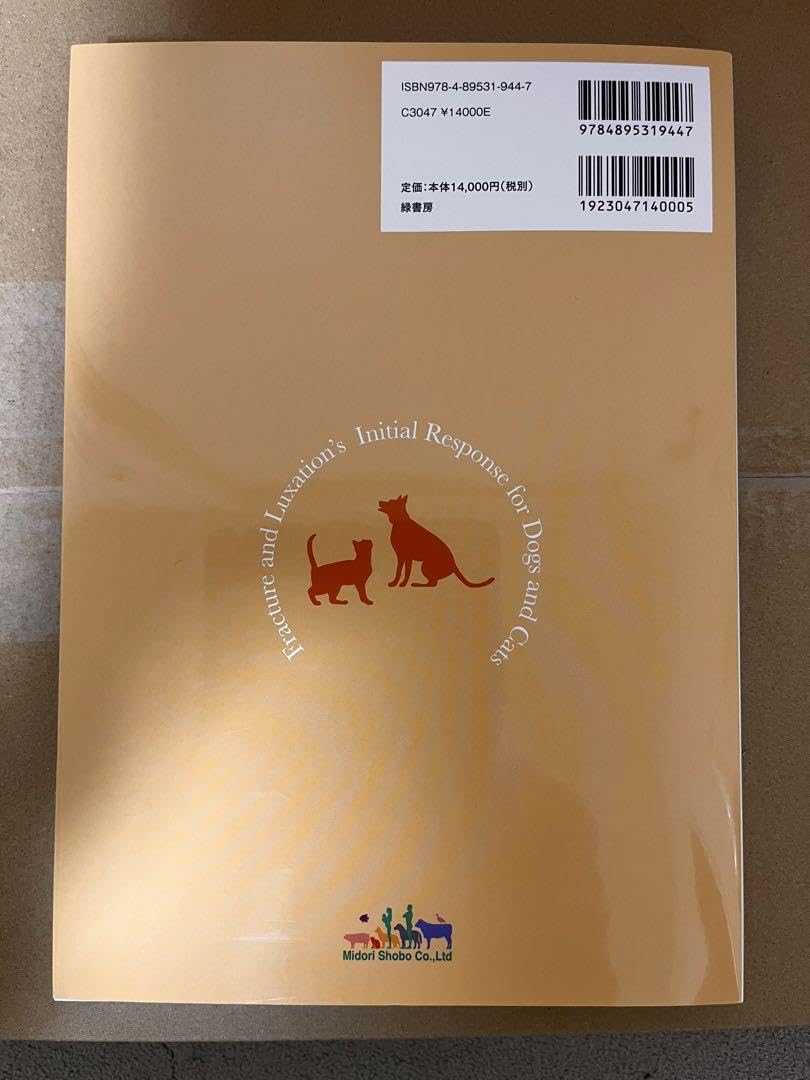 ISBN978-4-89531-944-7
C3047 ¥14000E
9784895319447
定価:本体14,000円(税別)
緑書房
1923047140005
Fracture and Luxation's Initial Response for Dogs and Cats
Midori Shobo Co.,Ltd